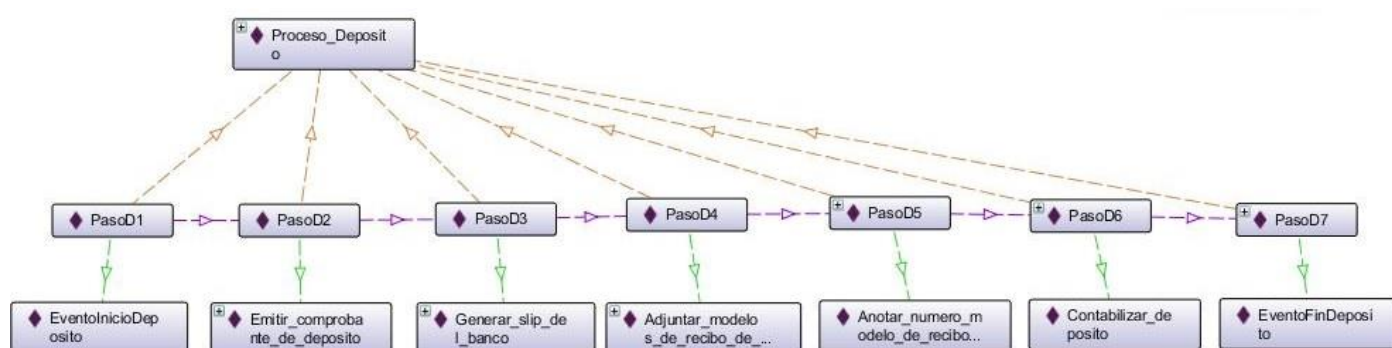 Proceso_Deposit
o
PasoD1
PasoD2
PasoD3
PasoD4
PasoD5
PasoD6
PasoD7
EventoInicioDep
osito
Emitir_comproba
nte_de_deposito
Generar_slip_de
l_banco
Adjuntar_modelo
s_de_recibo_de_...
Anotar_numero_m
odelo_de_recibo...
Contabilizar_de
posito
EventoFinDeposi
to